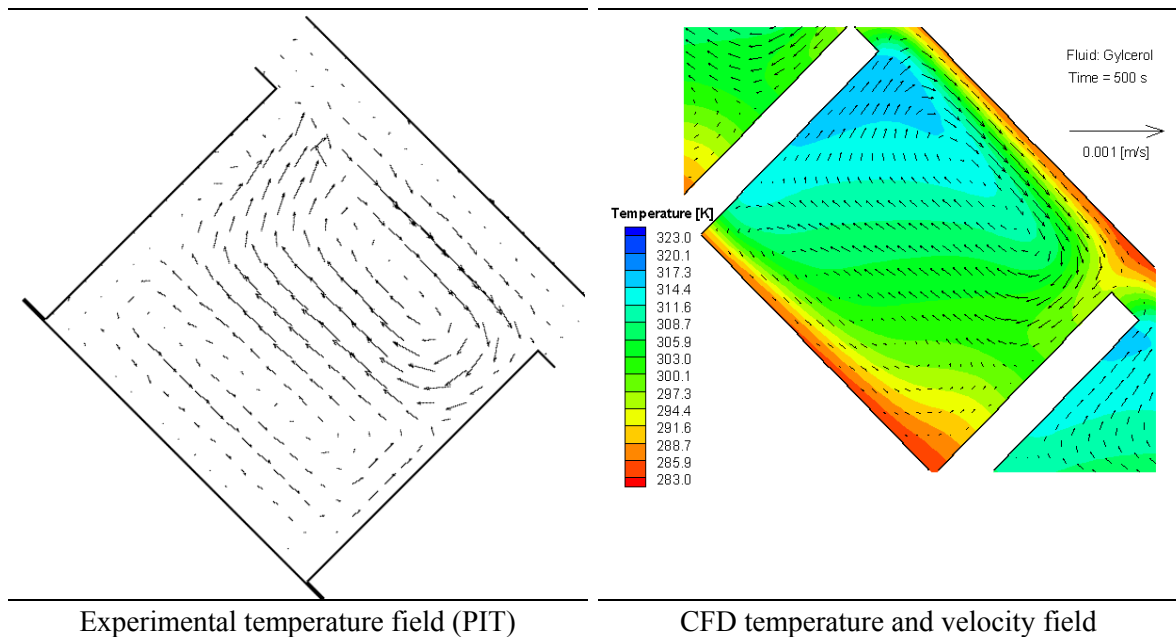 Fluid: Gylcerol
Time = 500 s
0.001 [m/s]
Temperature [K]
323.0
320.1
317.3
314.4
311.6
308.7
305.9
303.0
300.1
297.3
294.4
291.6
288.7
285.9
283.0
Experimental temperature field (PIT)
CFD temperature and velocity field